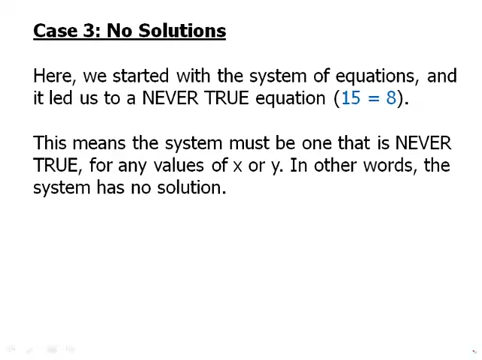 Case 3: No Solutions
Here, we started with the system of equations, and
it led us to a NEVER TRUE equation (15 = 8).
This means the system must be one that is NEVER
TRUE, for any values of x or y. In other words, the
system has no solution.